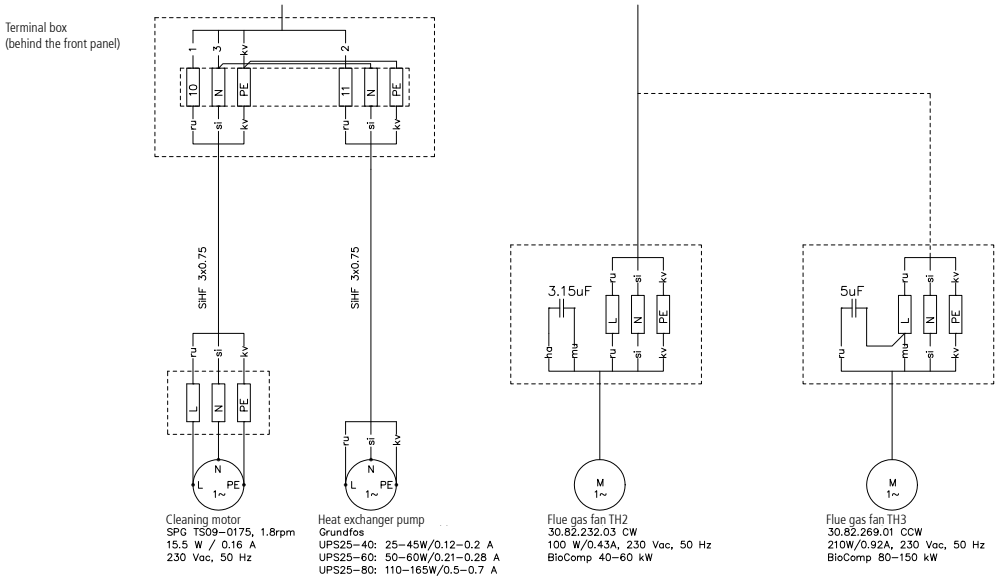 Terminal box
(behind the front panel)
1 3 kv 2
10 N PE 11 N PE
ru si kv ru si kv
SiHF 3x0.75 SiHF 3x0.75
ru si kv ru si kv
3.15uF L N PE 5uF L N PE
ha mu ru si kv ru mu si kv
ru si kv
L N PE
ru si kv
N N M M
L PE L PE
1~ 1~ 1~ 1~
Cleaning motor
SPG TS09-0175, 1.8rpm
15.5 W / 0.16 A
230 Vac, 50 Hz
Heat exchanger pump
Grundfos
UPS25-40: 25-45W/0.12-0.2 A
UPS25-60: 50-60W/0.21-0.28 A
UPS25-80: 110-165W/0.5-0.7 A
Flue gas fan TH2
30.82.232.03 CW
100 W/0.43A, 230 Vac, 50 Hz
BioComp 40-60 kW
Flue gas fan TH3
30.82.269.01 CCW
210W/0.92A, 230 Vac, 50 Hz
BioComp 80-150 kW